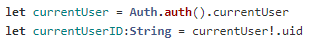 let currentUser = Auth.auth().currentUser
let currentUserID:String = currentUser!.uid